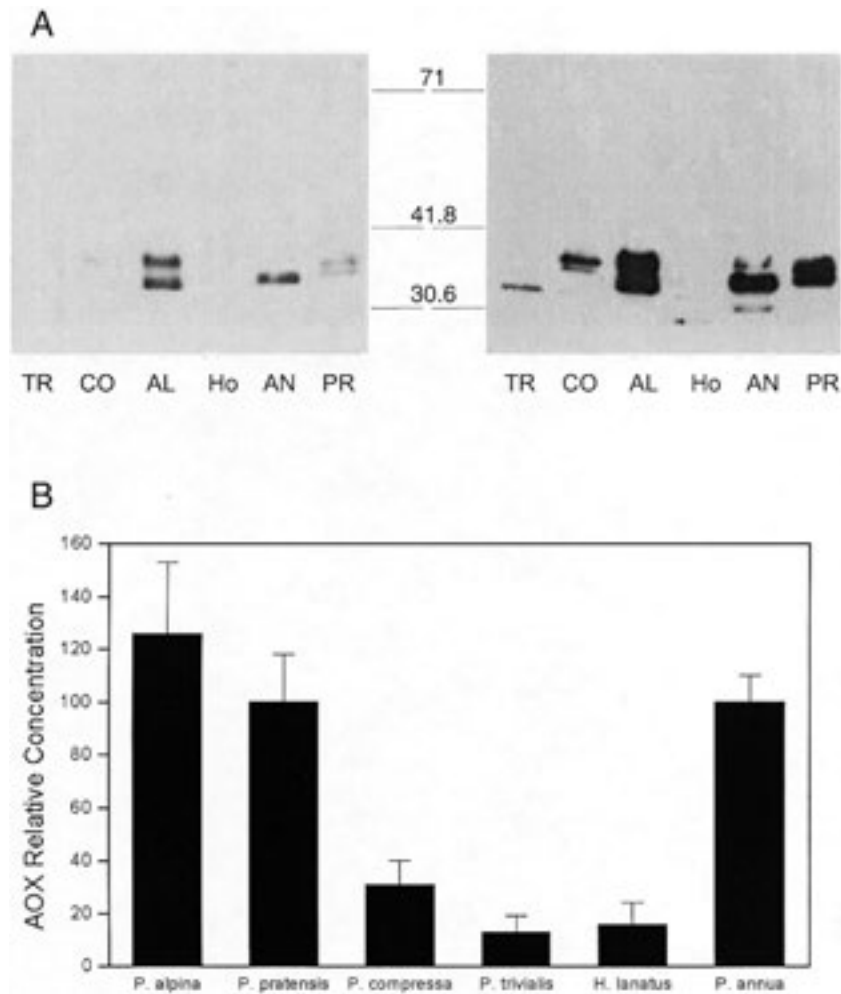 A
71
41.8
30.6
TR CO AL Ho AN PR
TR CO AL Ho AN PR
B
AOX Relative Concentration
160
140
120
100
80
60
40
20
0
P. alpina P. pratensis P. compressa P. trivialis H. lanatus P. annua